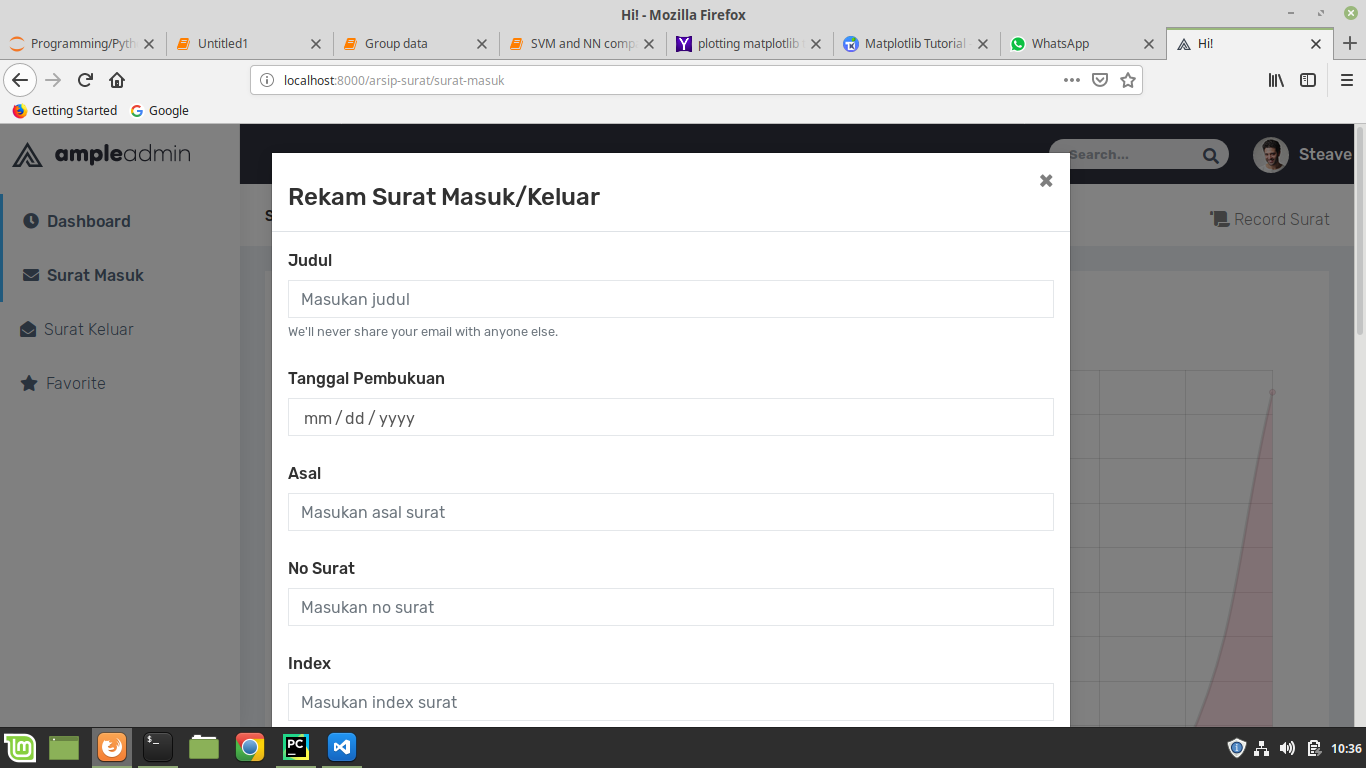 Hi! - Mozilla Firefox
Programming/Pyth
Untitled1
Group data
SVM and NN comp
plotting matplotlib
Matplotlib Tutorial
WhatsApp
Hi!
localhost:8000/arsip-surat/surat-masuk
Getting Started
Google
ampleadmin
Search...
Steave
Rekam Surat Masuk/Keluar
Record Surat
Dashboard
Surat Masuk
Surat Keluar
Favorite
Judul
Masukan judul
We'll never share your email with anyone else.
Tanggal Pembukuan
mm / dd / yyyy
Asal
Masukan asal surat
No Surat
Masukan no surat
Index
Masukan index surat
PC
10:36